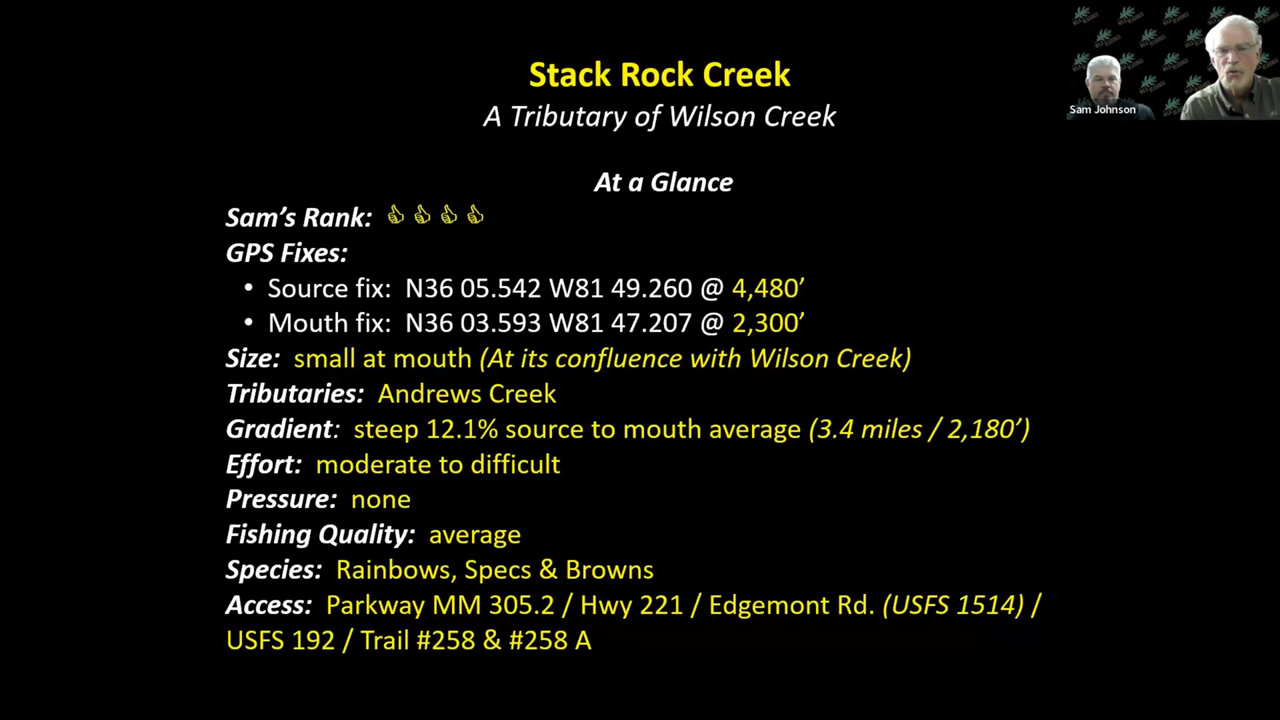 Stack Rock Creek
A Tributary of Wilson Creek
Sam Johnson
At a Glance
Sam’s Rank: 👍 👍 👍 👍
GPS Fixes:
• Source fix: N36 05.542 W81 49.260 @ 4,480’
• Mouth fix: N36 03.593 W81 47.207 @ 2,300’
Size: small at mouth (At its confluence with Wilson Creek)
Tributaries: Andrews Creek
Gradient: steep 12.1% source to mouth average (3.4 miles / 2,180’)
Effort: moderate to difficult
Pressure: none
Fishing Quality: average
Species: Rainbows, Specs & Browns
Access: Parkway MM 305.2 / Hwy 221 / Edgemont Rd. (USFS 1514) /
USFS 192 / Trail #258 & #258 A